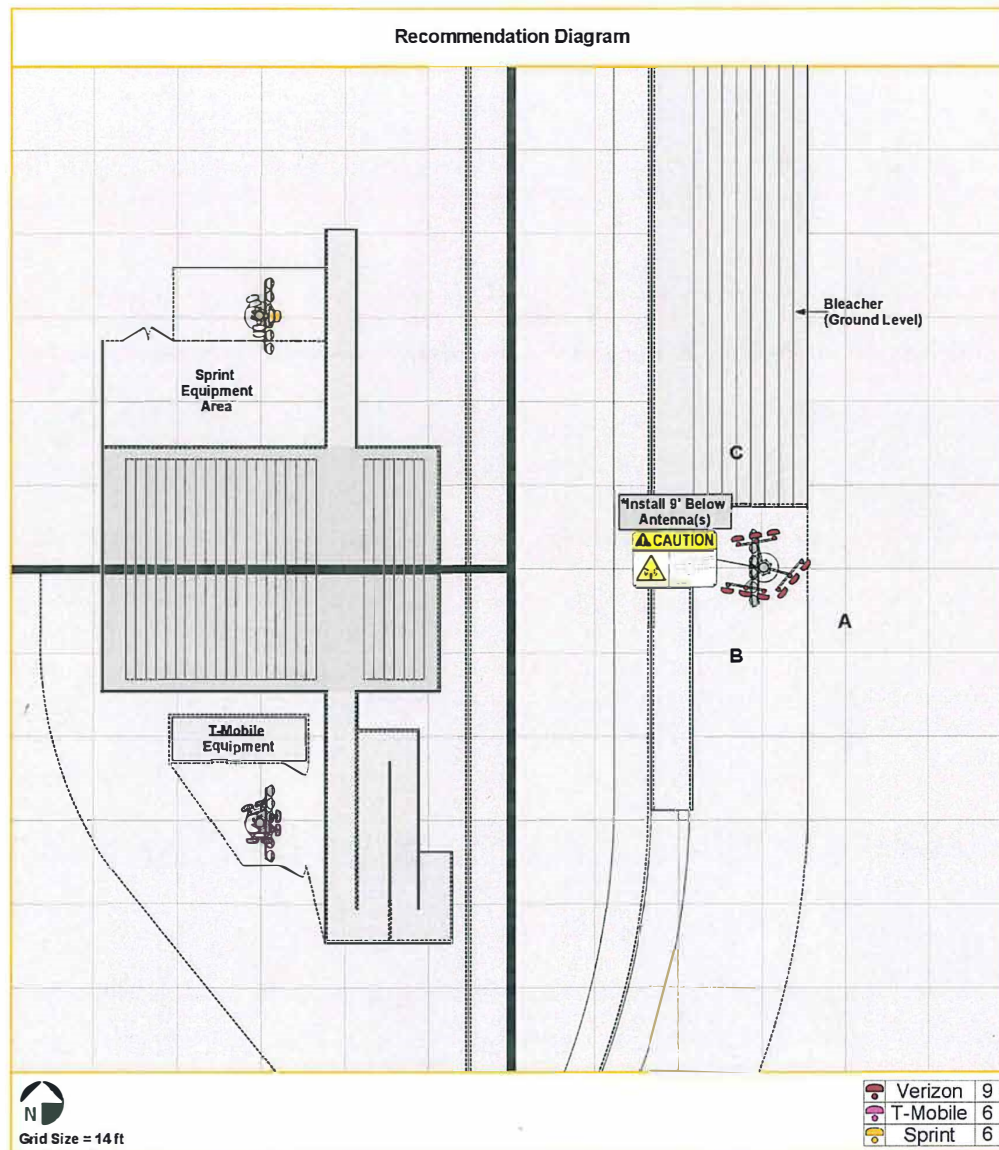 Recommendation Diagram
Bleacher
(Ground Level)
Sprint
Equipment
Area
C
*Install 9' Below
Antenna(s)
CAUTION
A
B
T-Mobile
Equipment
N
Grid Size = 14 ft
Verizon 9
T-Mobile 6
Sprint 6